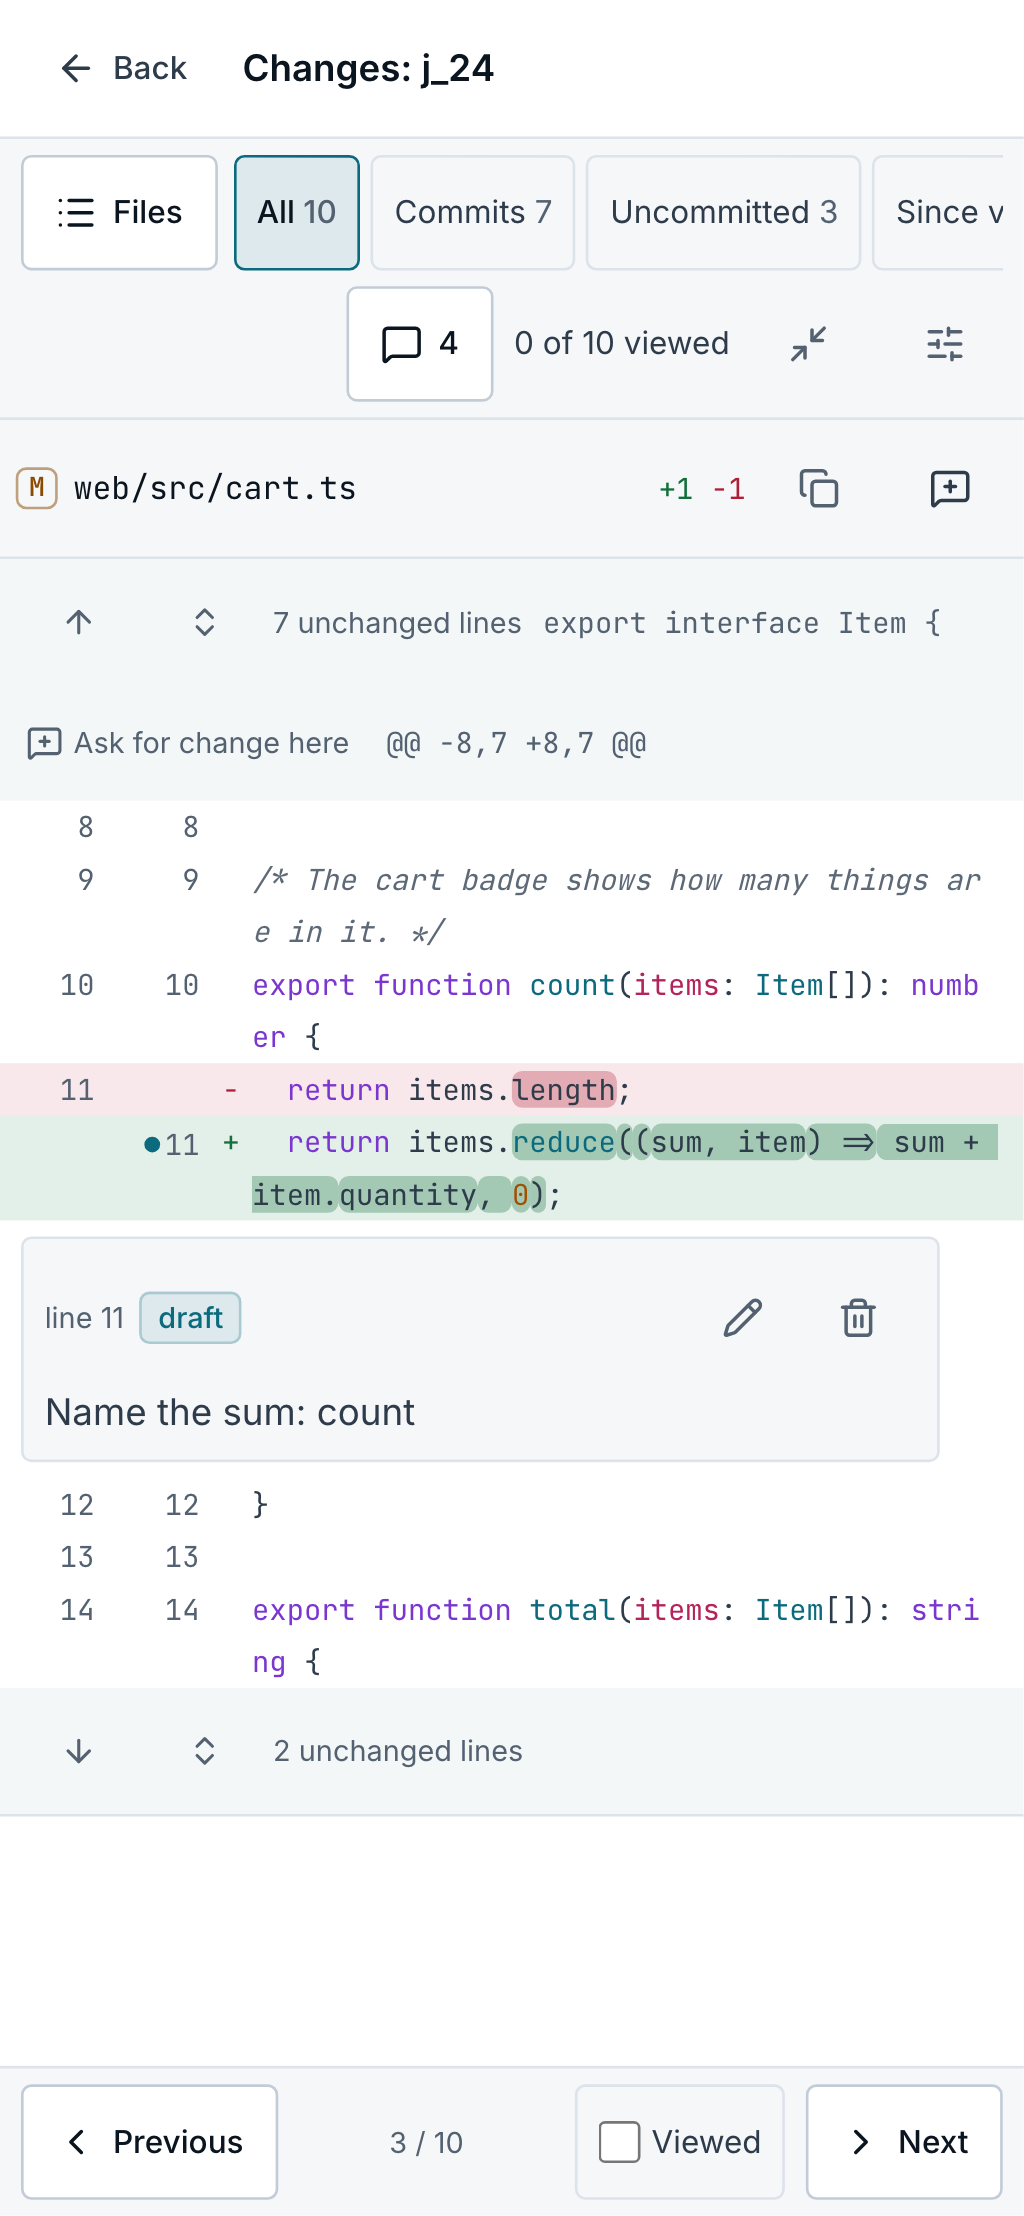 Back Changes: j_24
Files All 10 Commits 7 Uncommitted 3 Since v
4 0 of 10 viewed
M web/src/cart.ts +1 -1
7 unchanged lines export interface Item {
Ask for change here @@ -8,7 +8,7 @@
8 8
9 9 /* The cart badge shows how many things ar
e in it. */
10 10 export function count(items: Item[]): numb
er {
11 - return items.length;
11 + return items.reduce((sum, item) => sum +
item.quantity, 0);
line 11 draft
Name the sum: count
12 12 }
13 13
14 14 export function total(items: Item[]): stri
ng {
2 unchanged lines
Previous 3 / 10 Viewed Next